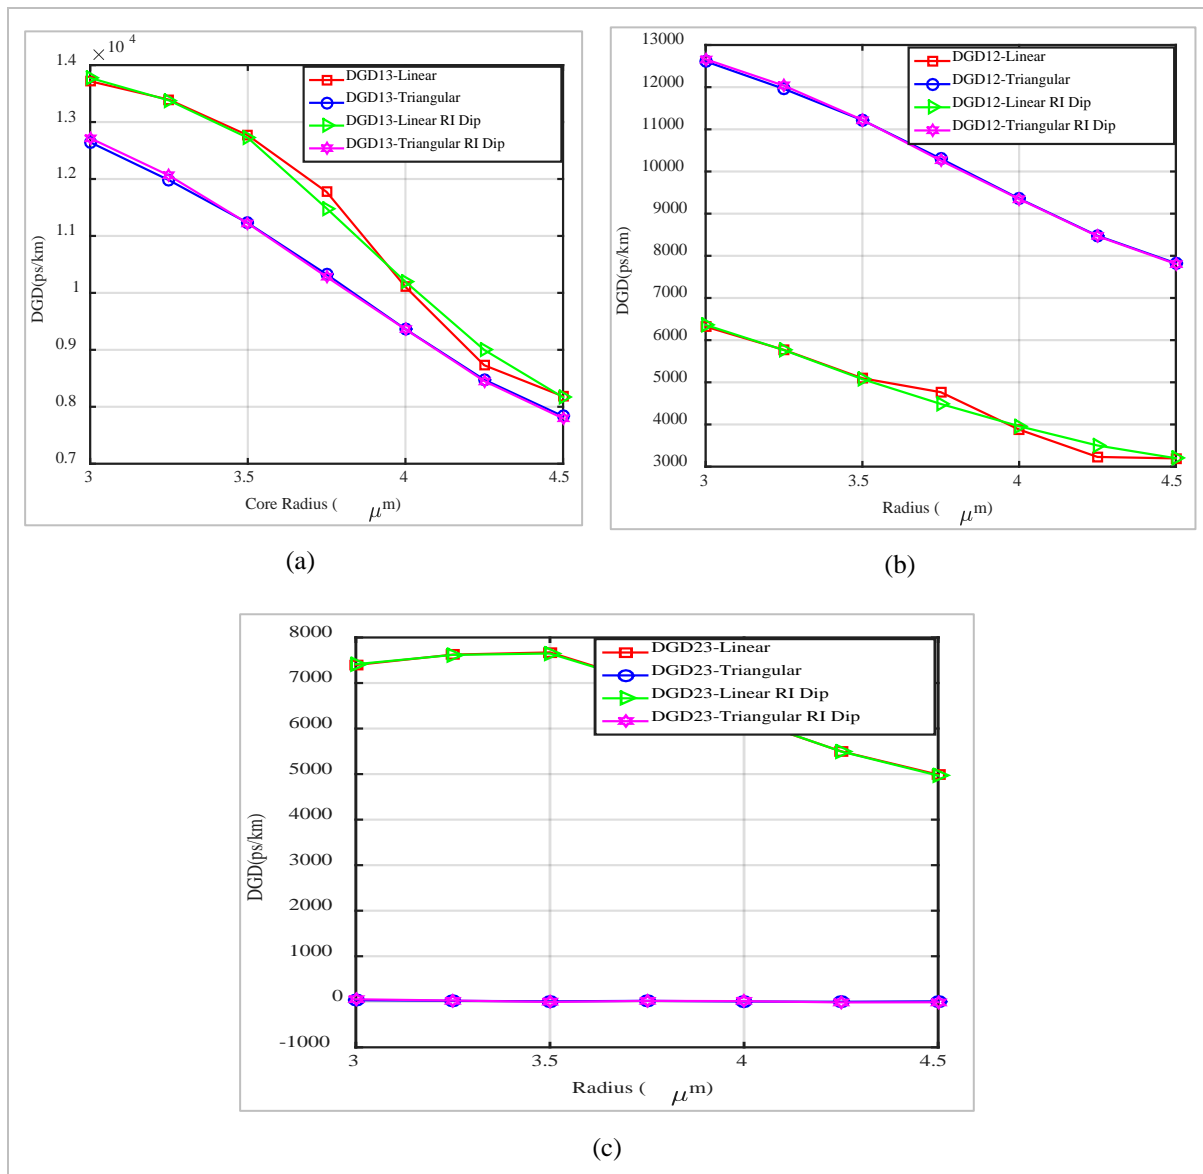 × 10 4
1.4
1.3
1.2
1.1
1
0.9
0.8
0.7
3
3.5
4
4.5
DGD(ps/km)
Core Radius ( μm)
DGD13-Linear
DGD13-Triangular
DGD13-Linear RI Dip
DGD13-Triangular RI Dip
(a)
13000
12000
11000
10000
9000
8000
7000
6000
5000
4000
3000
3
3.5
4
4.5
DGD(ps/km)
Radius ( μm)
DGD12-Linear
DGD12-Triangular
DGD12-Linear RI Dip
DGD12-Triangular RI Dip
(b)
8000
7000
6000
5000
4000
3000
2000
1000
0
-1000
3
3.5
4
4.5
DGD(ps/km)
Radius ( μm)
DGD23-Linear
DGD23-Triangular
DGD23-Linear RI Dip
DGD23-Triangular RI Dip
(c)